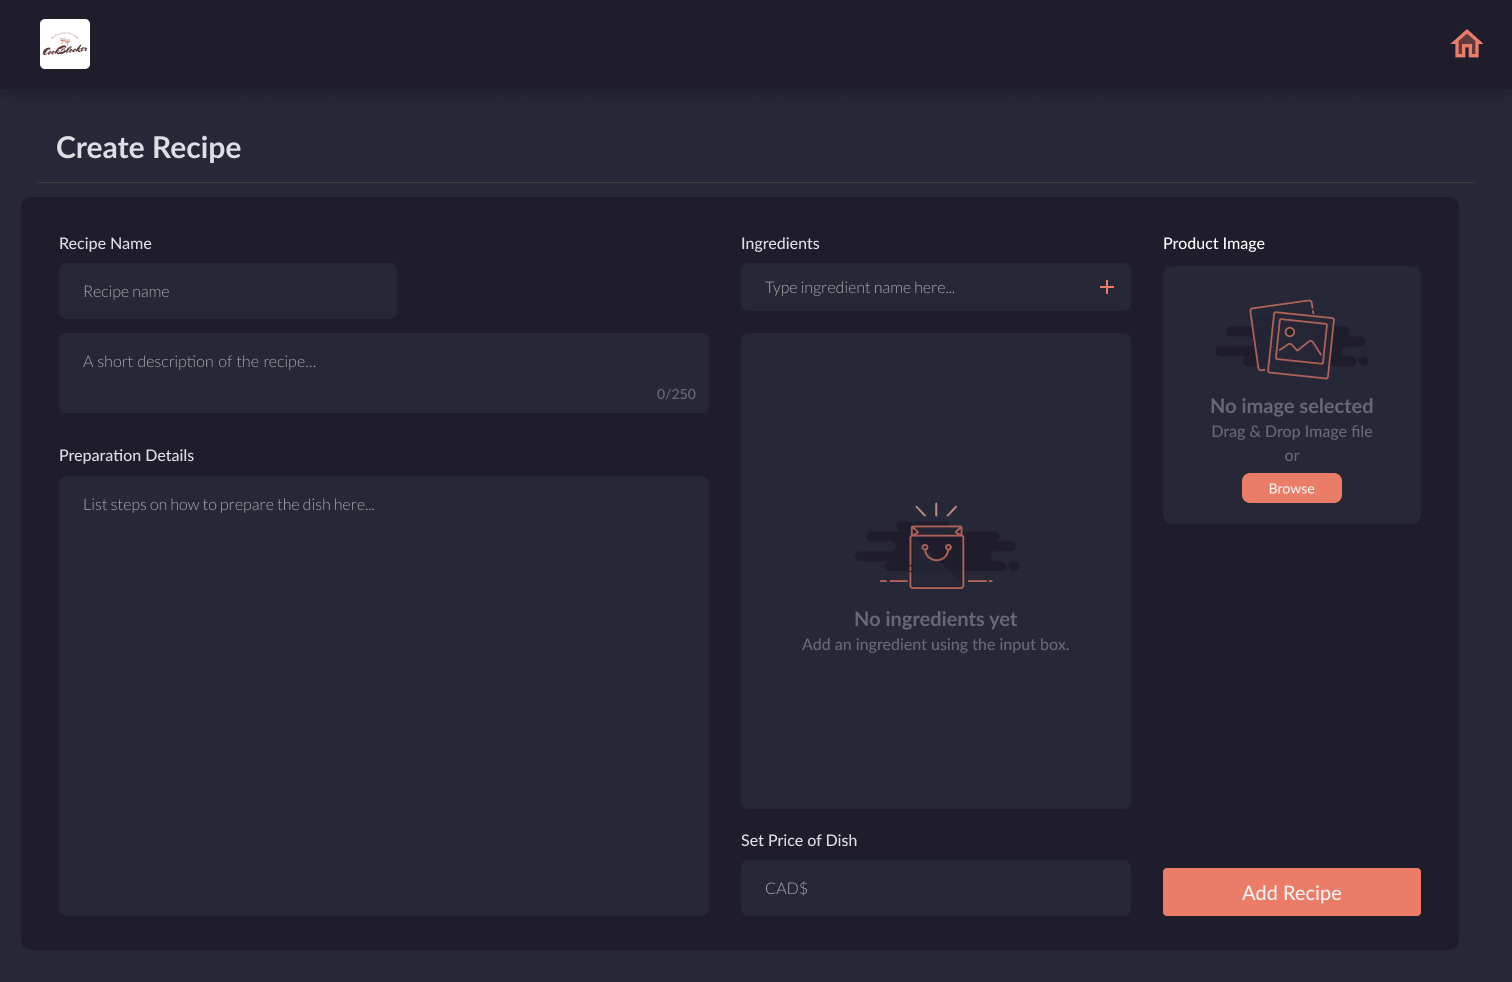 CookBlocker
Create Recipe
Recipe Name
Recipe name
A short description of the recipe...
0/250
Preparation Details
List steps on how to prepare the dish here...
Ingredients
Type ingredient name here...
No ingredients yet
Add an ingredient using the input box.
Set Price of Dish
CAD$
Product Image
No image selected
Drag & Drop Image file
or
Browse
Add Recipe